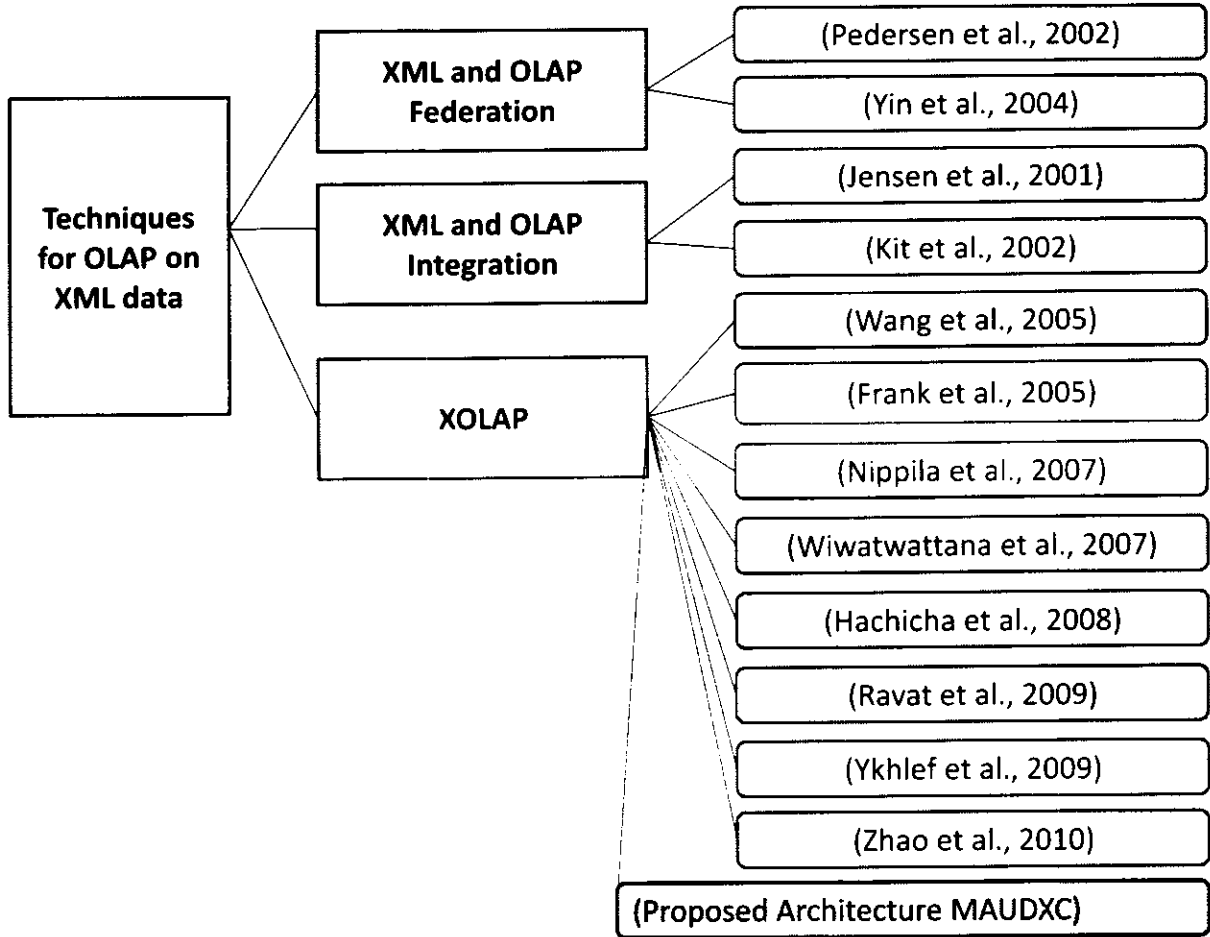 Techniques
for OLAP on
XML data
XML and OLAP
Federation
(Pedersen et al., 2002)
(Yin et al., 2004)
XML and OLAP
Integration
(Jensen et al., 2001)
(Kit et al., 2002)
XOLAP
(Wang et al., 2005)
(Frank et al., 2005)
(Nippila et al., 2007)
(Wiwatwattana et al., 2007)
(Hachicha et al., 2008)
(Ravat et al., 2009)
(Ykhlef et al., 2009)
(Zhao et al., 2010)
(Proposed Architecture MAUDXC)